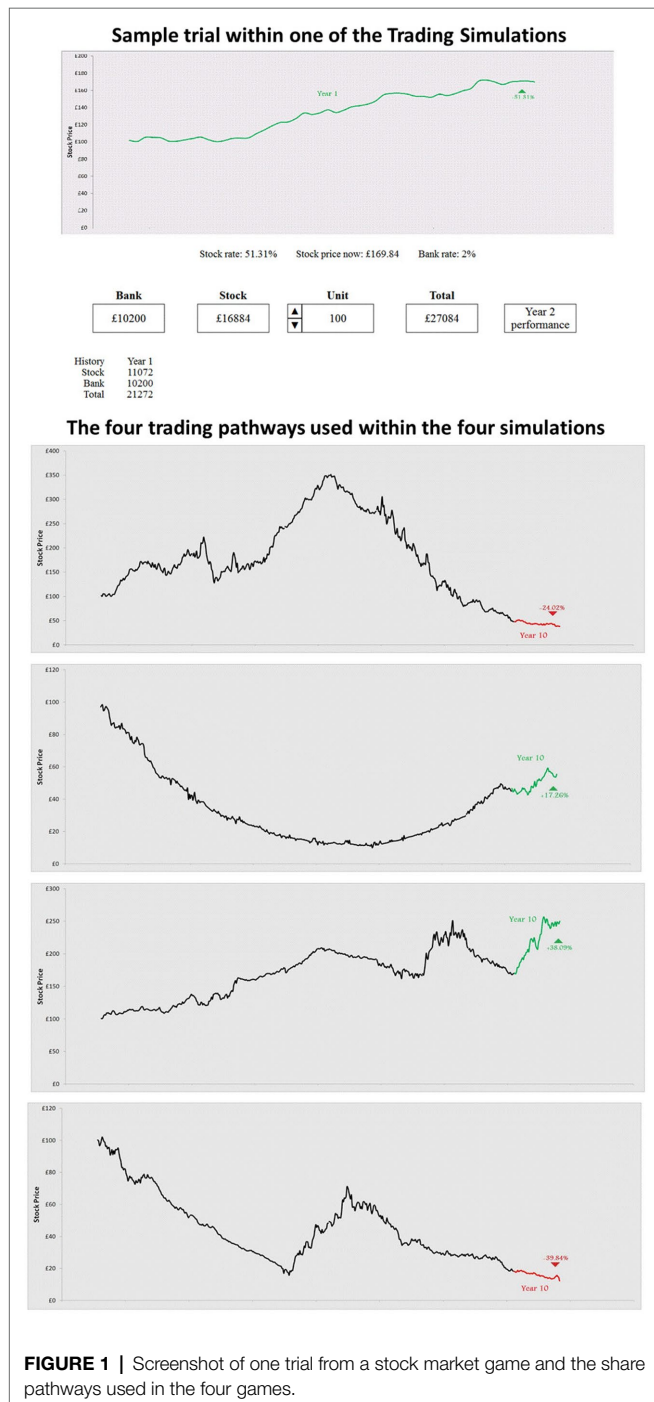 Sample trial within one of the Trading Simulations
£200
£180
£160
£140
£120
£100
£80
£60
£40
£20
£0
Stock Price
Year 1
Stock rate: 51.31% Stock price now: £169.84 Bank rate: 2%
Bank Stock Unit Total
£10200 £16884 ▲ ▼ 100 £27084 Year 2 performance
History Year 1
Stock 11072
Bank 10200
Total 21272
The four trading pathways used within the four simulations
£400
£350
£300
£250
£200
£150
£100
£50
£0
Stock Price
-24.02%
Year 10
£120
£100
£80
£60
£40
£20
£0
Stock Price
Year 10
+17.26%
£300
£250
£200
£150
£100
£50
£0
Stock Price
Year 10
+38.09%
£120
£100
£80
£60
£40
£20
£0
Stock Price
-39.84%
Year 10
FIGURE 1 | Screenshot of one trial from a stock market game and the share
pathways used in the four games.